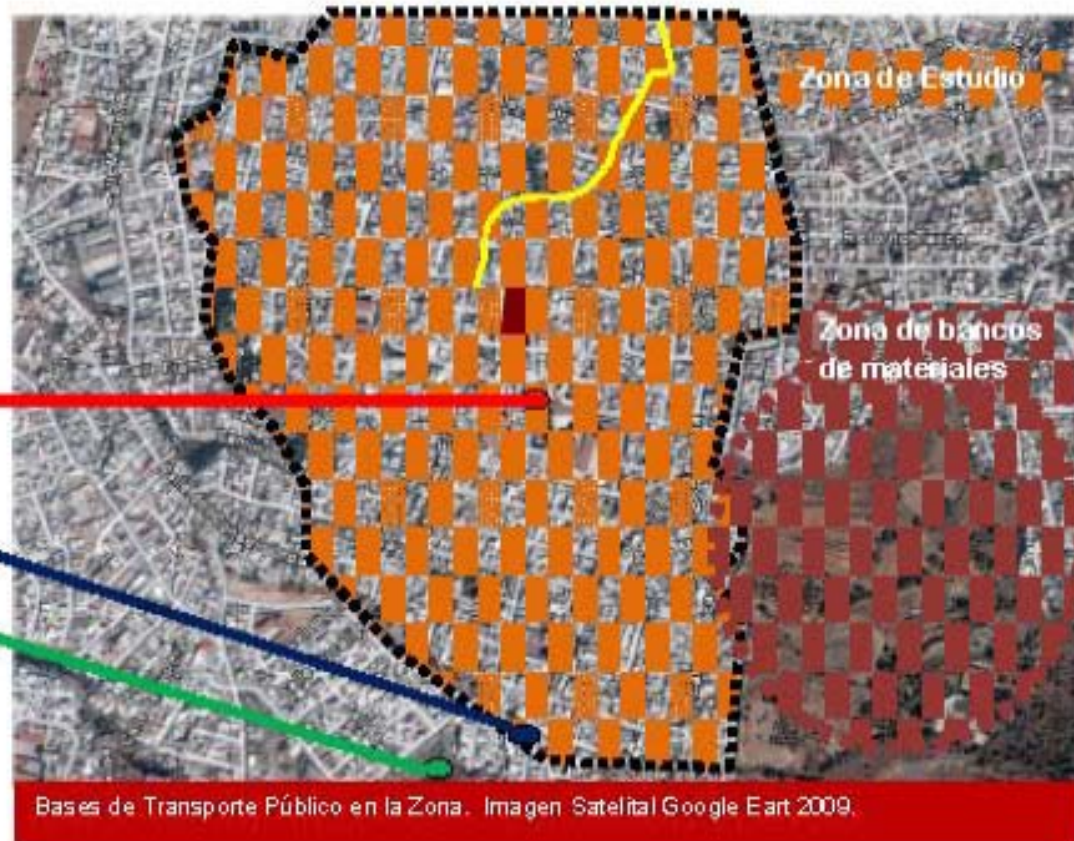 Zona de Estudio
Zona de bancos
de materiales
Bases de Transporte Público en la Zona. Imagen Satelital Google Eart 2009.